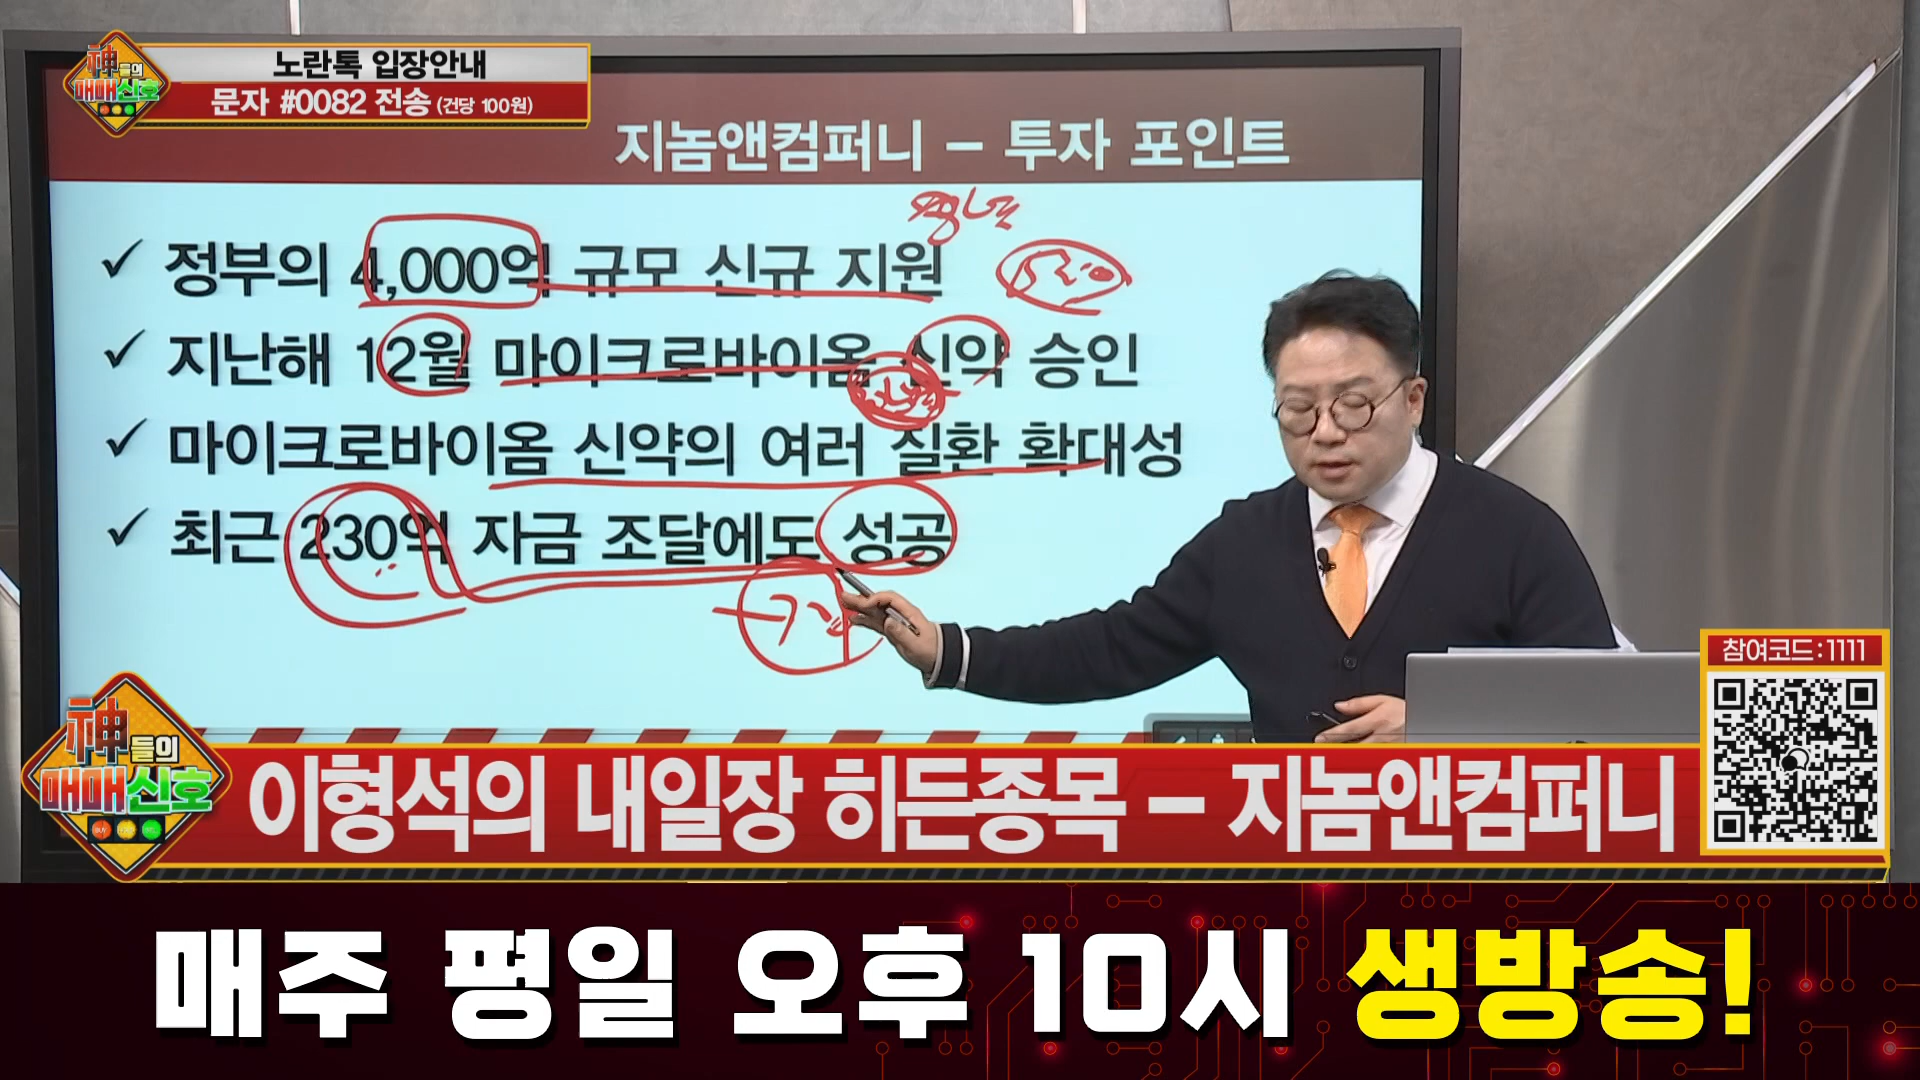 神들의
매매신호
노란톡 입장안내
문자 #0082 전송 (건당 100원)
지놈앤컴퍼니 – 투자 포인트
✓ 정부의 4,000억 규모 신규 지원
✓ 지난해 12월 마이크로바이옴 신약 승인
✓ 마이크로바이옴 신약의 여러 질환 확대성
✓ 최근 230억 자금 조달에도 성공
참여코드:1111
神들의
매매신호
이형석의 내일장 히든종목 – 지놈앤컴퍼니
매주 평일 오후 10시 생방송!